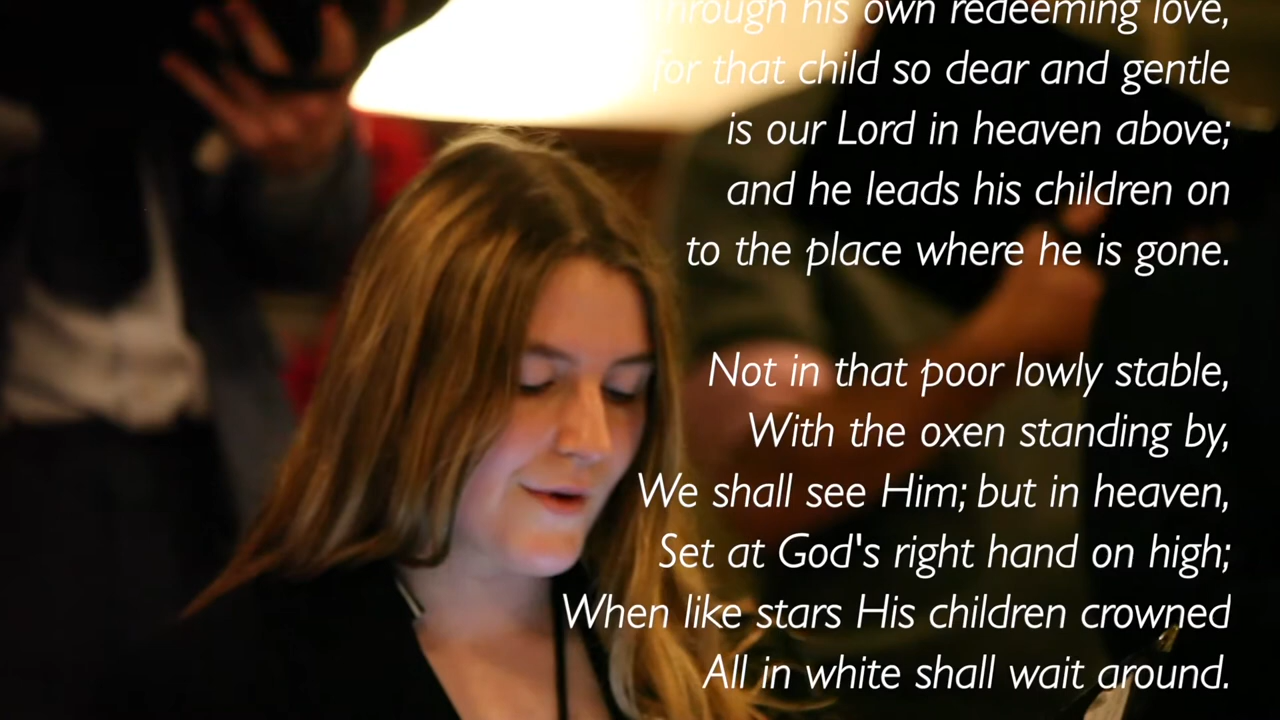 through his own redeeming love,
for that child so dear and gentle
is our Lord in heaven above;
and he leads his children on
to the place where he is gone.
Not in that poor lowly stable,
With the oxen standing by,
We shall see Him; but in heaven,
Set at God's right hand on high;
When like stars His children crowned
All in white shall wait around.